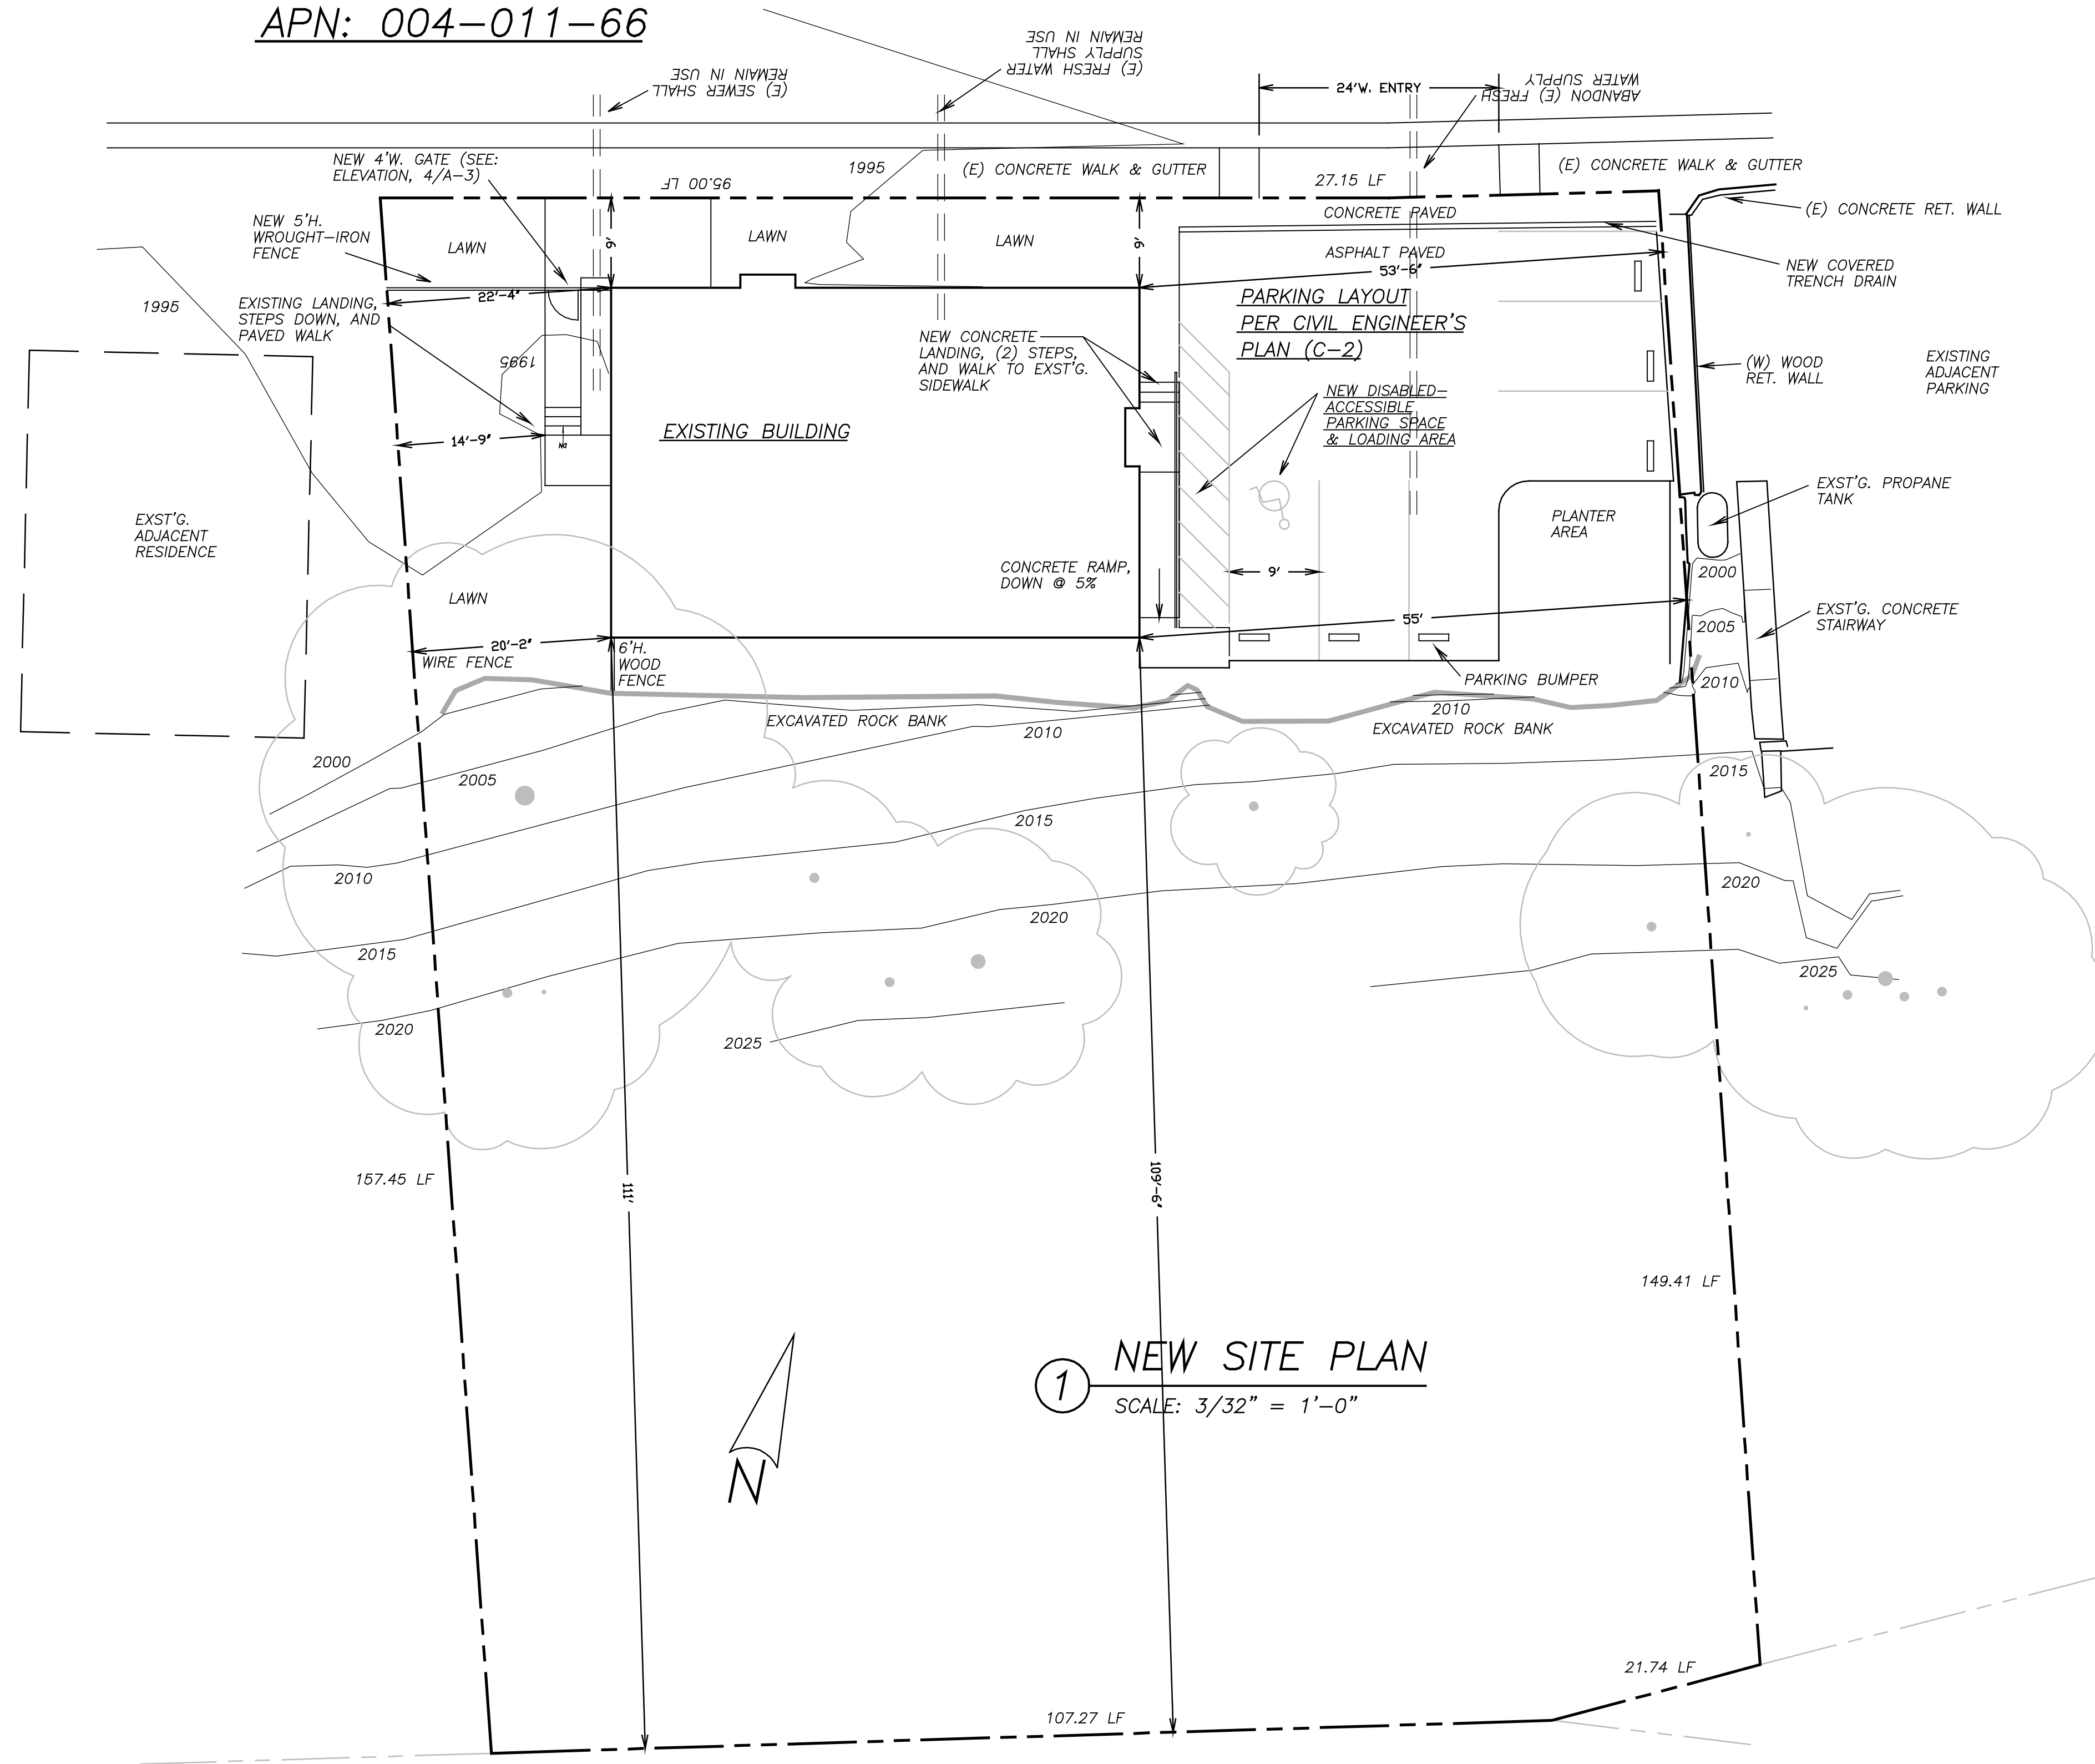 APN: 004-011-66
(E) SEWER SHALL
REMAIN IN USE
(E) FRESH WATER
SUPPLY SHALL
REMAIN IN USE
24'W. ENTRY
ABANDON (E) FRESH
WATER SUPPLY
NEW 4'W. GATE (SEE:
ELEVATION, 4/A-3)
95.00 LF
1995
(E) CONCRETE WALK & GUTTER
27.15 LF
(E) CONCRETE WALK & GUTTER
NEW 5'H.
WROUGHT-IRON
FENCE
LAWN
9'
LAWN
LAWN
9'
CONCRETE PAVED
ASPHALT PAVED
(E) CONCRETE RET. WALL
NEW COVERED
TRENCH DRAIN
1995
EXISTING LANDING,
STEPS DOWN, AND
PAVED WALK
22'-4"
53'-6"
PARKING LAYOUT
PER CIVIL ENGINEER'S
PLAN (C-2)
NEW CONCRETE
LANDING, (2) STEPS,
AND WALK TO EXST'G.
SIDEWALK
1995
(W) WOOD
RET. WALL
EXISTING
ADJACENT
PARKING
NEW DISABLED-
ACCESSIBLE
PARKING SPACE
& LOADING AREA
14'-9"
DN
EXISTING BUILDING
EXST'G. PROPANE
TANK
EXST'G.
ADJACENT
RESIDENCE
PLANTER
AREA
CONCRETE RAMP,
DOWN @ 5%
9'
2000
LAWN
55'
2005
EXST'G. CONCRETE
STAIRWAY
20'-2"
WIRE FENCE
6'H.
WOOD
FENCE
PARKING BUMPER
2010
2010
EXCAVATED ROCK BANK
2010
EXCAVATED ROCK BANK
2000
2005
2015
2015
2010
2020
2020
2015
2025
2020
2025
157.45 LF
111'
109'-6"
149.41 LF
1
NEW SITE PLAN
SCALE: 3/32" = 1'-0"
N
21.74 LF
107.27 LF